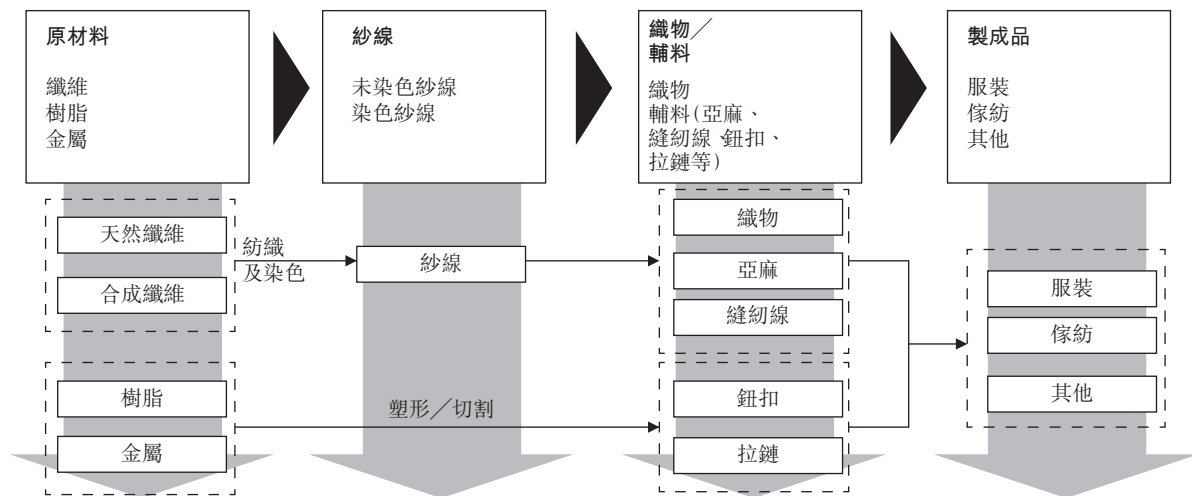 原材料
纖維
樹脂
金屬
紗線
未染色紗線
染色紗線
織物／
輔料
織物
輔料(亞麻、
縫紉線、鈕扣、
拉鏈等)
製成品
服裝
傢紡
其他
天然纖維
合成纖維
紡織
及染色
紗線
織物
亞麻
縫紉線
服裝
傢紡
其他
樹脂
金屬
塑形／切割
鈕扣
拉鏈